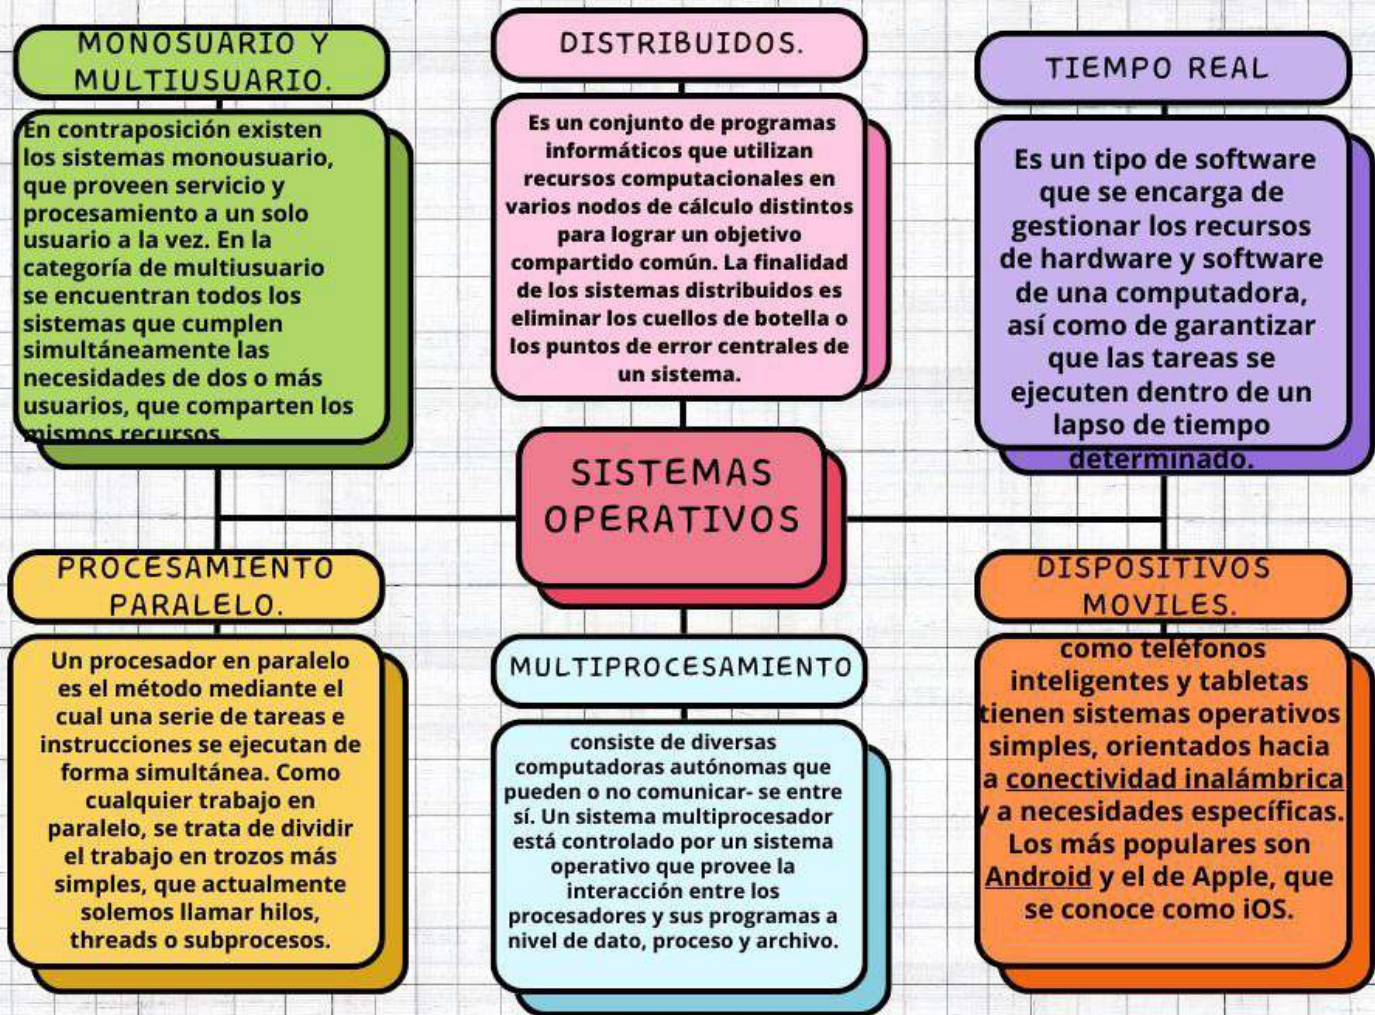 MONOSUARIO Y
MULTIUSUARIO.
En contraposición existen
los sistemas monousuario,
que proveen servicio y
procesamiento a un solo
usuario a la vez. En la
categoría de multiusuario
se encuentran todos los
sistemas que cumplen
simultáneamente las
necesidades de dos o más
usuarios, que comparten los
mismos recursos.
DISTRIBUIDOS.
Es un conjunto de programas
informáticos que utilizan
recursos computacionales en
varios nodos de cálculo distintos
para lograr un objetivo
compartido común. La finalidad
de los sistemas distribuidos es
eliminar los cuellos de botella o
los puntos de error centrales de
un sistema.
TIEMPO REAL
Es un tipo de software
que se encarga de
gestionar los recursos
de hardware y software
de una computadora,
así como de garantizar
que las tareas se
ejecuten dentro de un
lapso de tiempo
determinado.
SISTEMAS
OPERATIVOS
PROCESAMIENTO
PARALELO.
Un procesador en paralelo
es el método mediante el
cual una serie de tareas e
instrucciones se ejecutan de
forma simultánea. Como
cualquier trabajo en
paralelo, se trata de dividir
el trabajo en trozos más
simples, que actualmente
solemos llamar hilos,
threads o subprocesos.
MULTIPROCESAMIENTO
consiste de diversas
computadoras autónomas que
pueden o no comunicar- se entre
sí. Un sistema multiprocesador
está controlado por un sistema
operativo que provee la
interacción entre los
procesadores y sus programas a
nivel de dato, proceso y archivo.
DISPOSITIVOS
MOVILES.
como teléfonos
inteligentes y tabletas
tienen sistemas operativos
simples, orientados hacia
a conectividad inalámbrica
y a necesidades específicas.
Los más populares son
Android y el de Apple, que
se conoce como iOS.